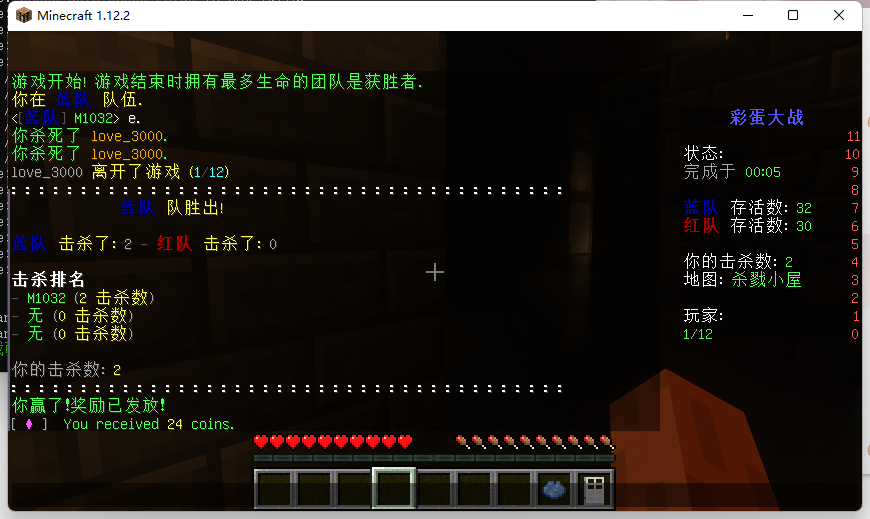 Minecraft 1.12.2
游戏开始! 游戏结束时拥有最多生命的团队是获胜者.
你在 蓝队 队伍.
<[蓝队] M1032> e.
你杀死了 love_3000.
你杀死了 love_3000.
love_3000 离开了游戏 (1/12)
蓝队 队胜出!
蓝队 击杀了: 2 - 红队 击杀了: 0
击杀排名
- M1032 (2 击杀数)
- 无 (0 击杀数)
- 无 (0 击杀数)
你的击杀数: 2
你赢了!奖励已发放!
[ ♦ ] You received 24 coins.
彩蛋大战
11
状态: 10
完成于 00:05 9
8
蓝队 存活数: 32 7
红队 存活数: 30 6
5
你的击杀数: 2 4
地图: 杀戮小屋 3
2
玩家: 1
1/12 0